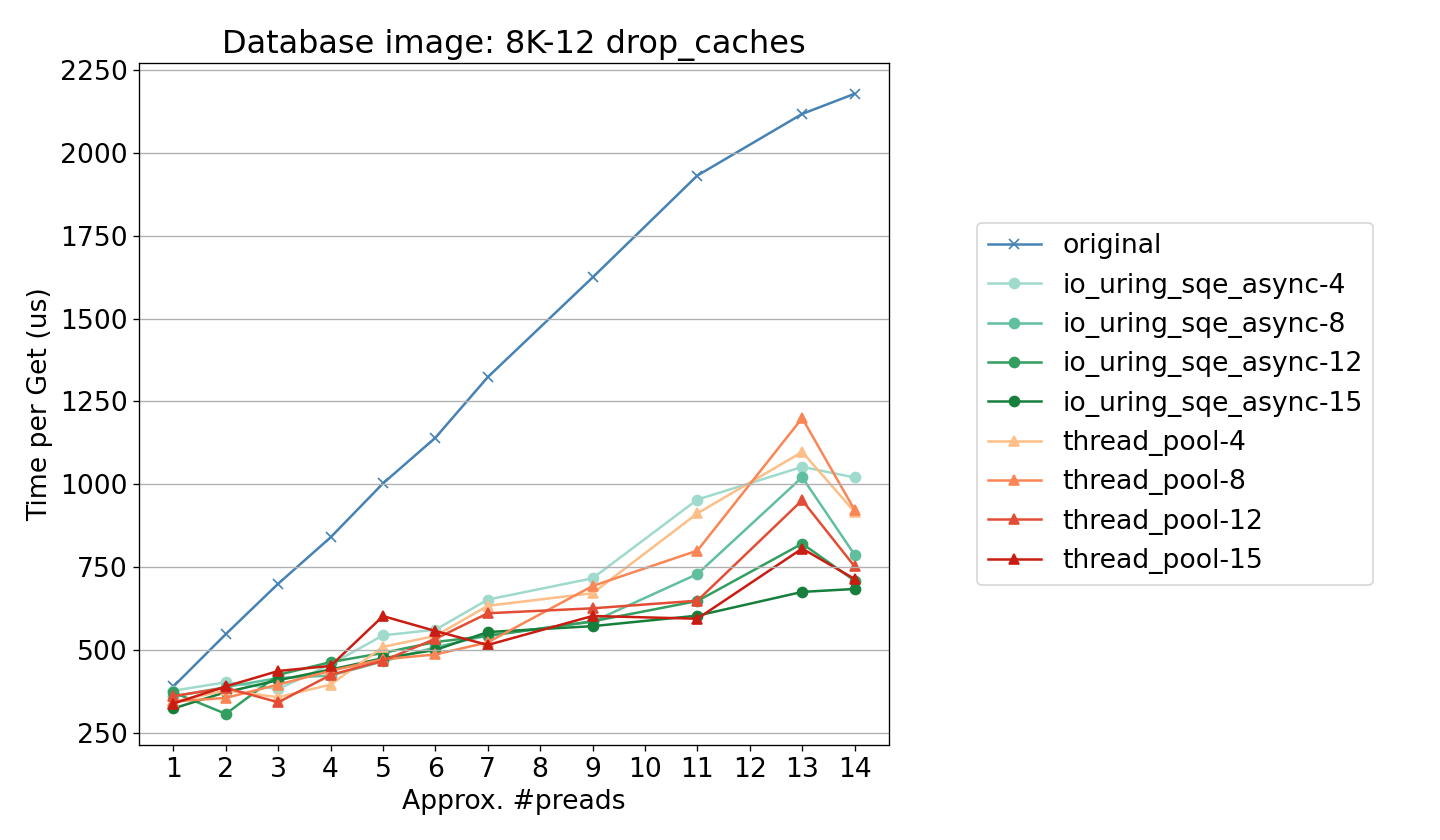 Database image: 8K-12 drop_caches
2250
2000
1750
1500
1250
1000
750
500
250
Time per Get (us)
1 2 3 4 5 6 7 8 9 10 11 12 13 14
Approx. #preads
original
io_uring_sqe_async-4
io_uring_sqe_async-8
io_uring_sqe_async-12
io_uring_sqe_async-15
thread_pool-4
thread_pool-8
thread_pool-12
thread_pool-15